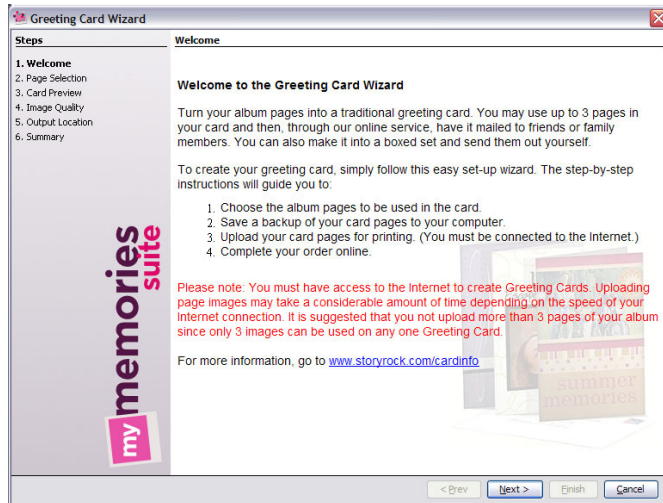 Greeting Card Wizard
Steps
1. Welcome
2. Page Selection
3. Card Preview
4. Image Quality
5. Output Location
6. Summary
my memories
suite
Welcome
Welcome to the Greeting Card Wizard
Turn your album pages into a traditional greeting card. You may use up to 3 pages in
your card and then, through our online service, have it mailed to friends or family
members. You can also make it into a boxed set and send them out yourself.
To create your greeting card, simply follow this easy set-up wizard. The step-by-step
instructions will guide you to:
1. Choose the album pages to be used in the card.
2. Save a backup of your card pages to your computer.
3. Upload your card pages for printing. (You must be connected to the Internet.)
4. Complete your order online.
Please note: You must have access to the Internet to create Greeting Cards. Uploading
page images may take a considerable amount of time depending on the speed of your
Internet connection. It is suggested that you not upload more than 3 pages of your album
since only 3 images can be used on any one Greeting Card.
For more information, go to www.storyrock.com/cardinfo
summer
memories
< Prev
Next >
Finish
Cancel